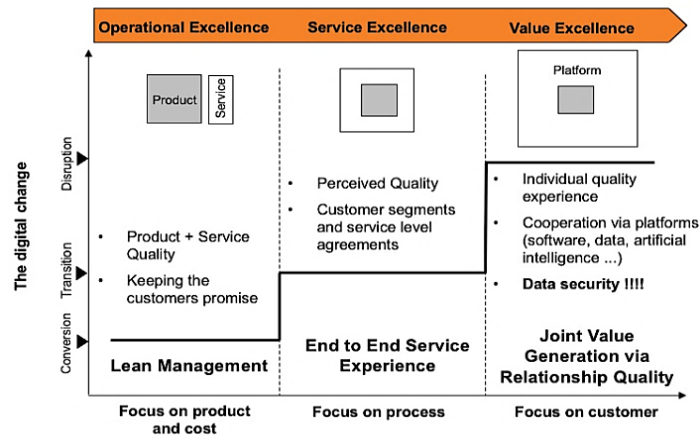 Operational Excellence
Service Excellence
Value Excellence
Product
Service
Platform
The digital change
Disruption
Transition
Conversion
• Product + Service
Quality
• Keeping the
customers promise
Lean Management
• Perceived Quality
• Customer segments
and service level
agreements
End to End Service
Experience
• Individual quality
experience
• Cooperation via platforms
(software, data, artificial
intelligence ...)
• Data security !!!!
Joint Value
Generation via
Relationship Quality
Focus on product
and cost
Focus on process
Focus on customer